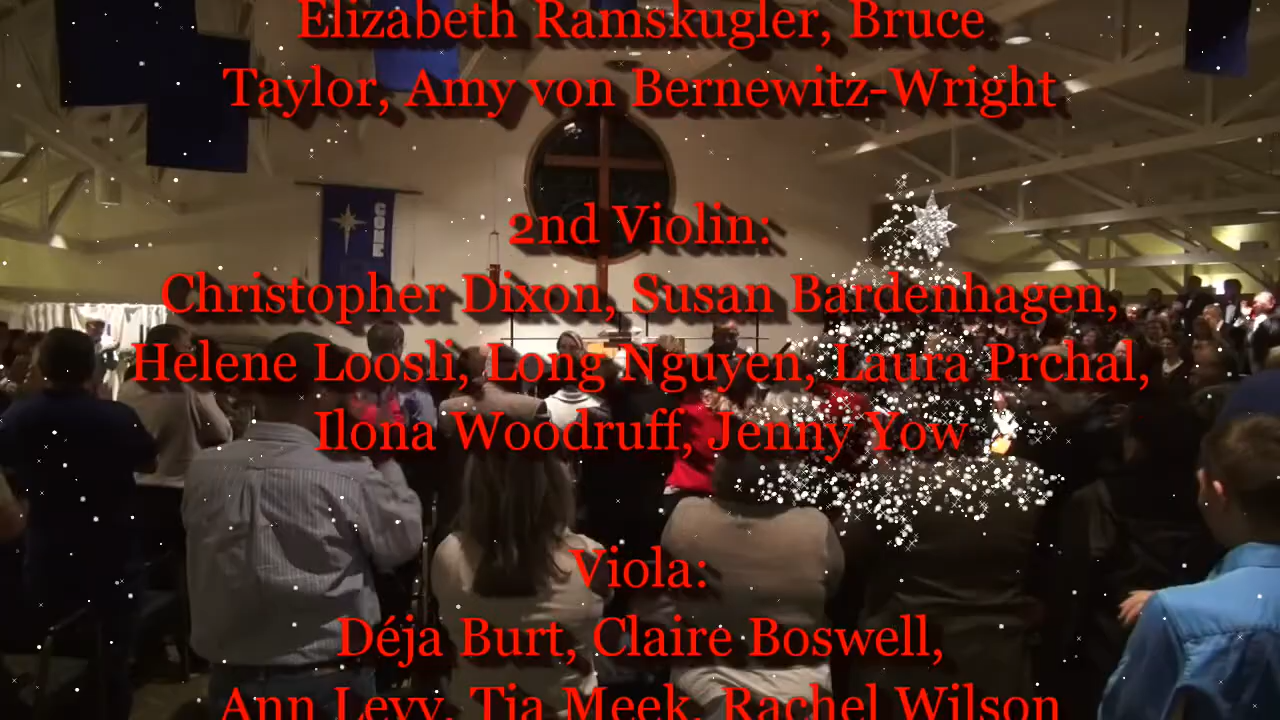 Elizabeth Ramskugler, Bruce
Taylor, Amy von Bernewitz-Wright
COME
2nd Violin:
Christopher Dixon, Susan Bardenhagen,
Helene Loosli, Long Nguyen, Laura Prchal,
Ilona Woodruff, Jenny Yow
Viola:
Déja Burt, Claire Boswell,
Ann Levy, Tia Meek, Rachel Wilson